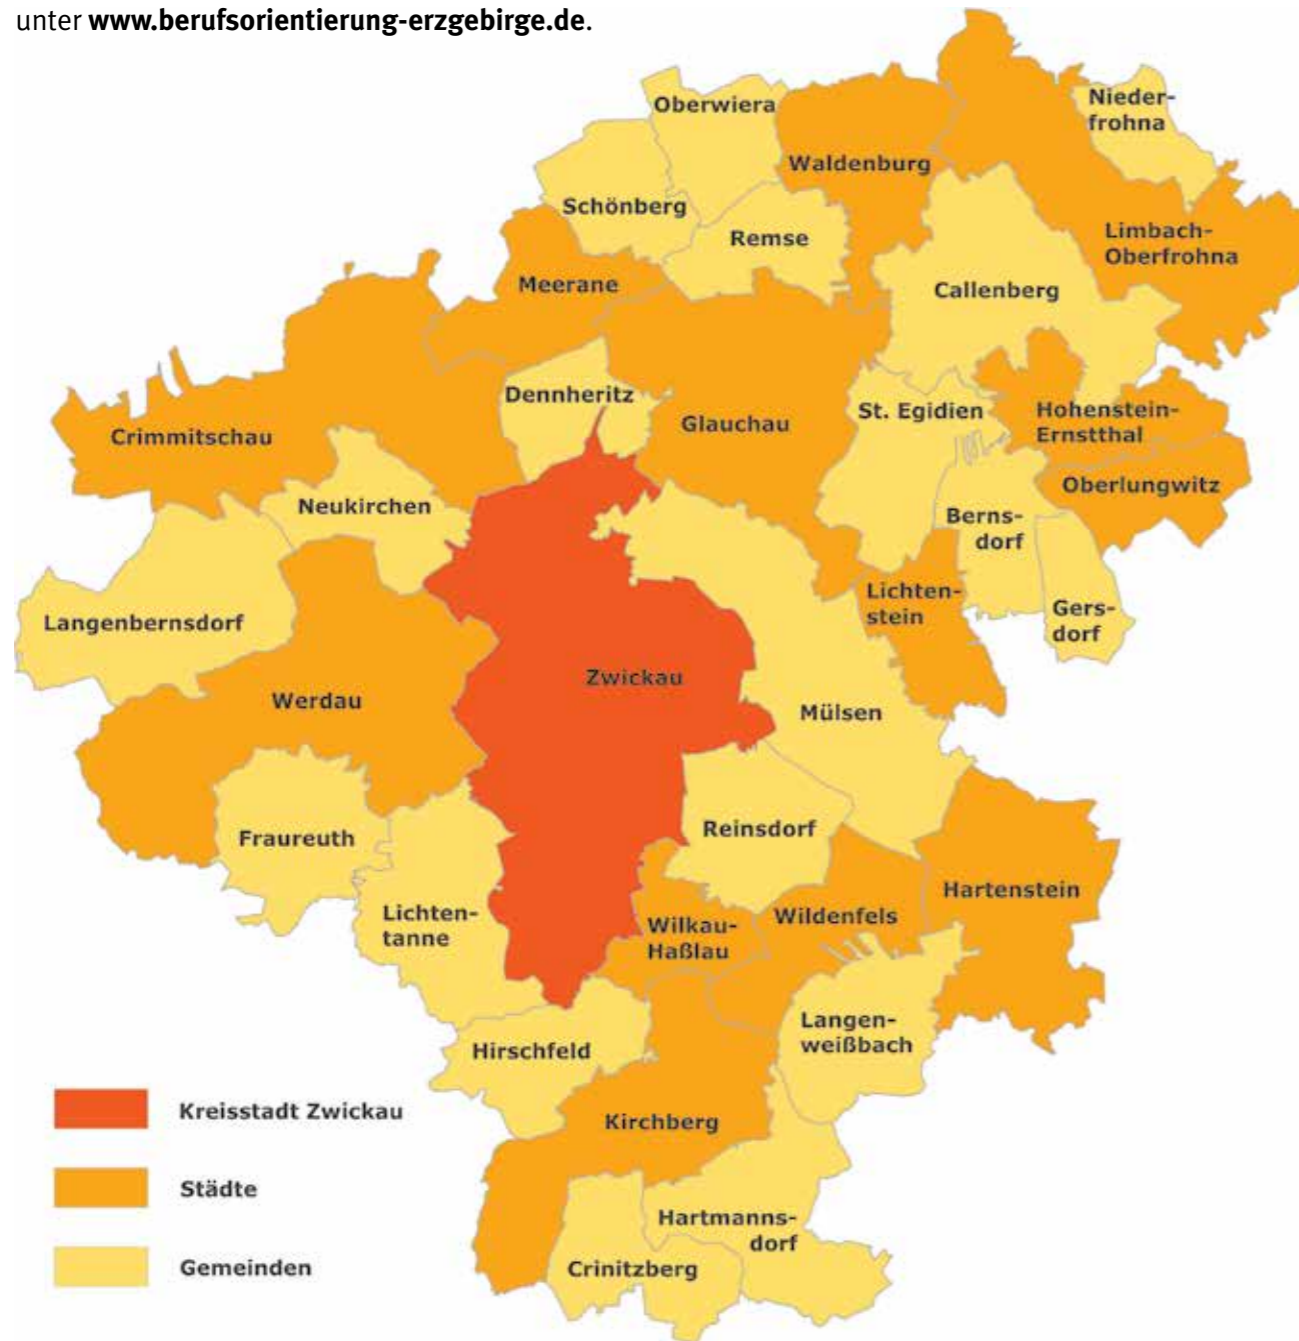 unter www.berufsorientierung-erzgebirge.de.
Oberwiera
Nieder-
frohna
Waldenburg
Schönberg
Remse
Limbach-
Oberfrohna
Meerane
Callenberg
Dennheritz
Crimmitschau
Glauchau
St. Egidien
Hohenstein-
Ernstthal
Neukirchen
Oberlungwitz
Berns-
dorf
Langenbernsdorf
Lichten-
stein
Gers-
dorf
Zwickau
Werdau
Mülsen
Fraureuth
Reinsdorf
Hartenstein
Lichten-
tanne
Wilkau-
Haßlau
Wildenfels
Langen-
weißbach
Hirschfeld
Kirchberg
Hartmanns-
dorf
Crinitzberg
Kreisstadt Zwickau
Städte
Gemeinden